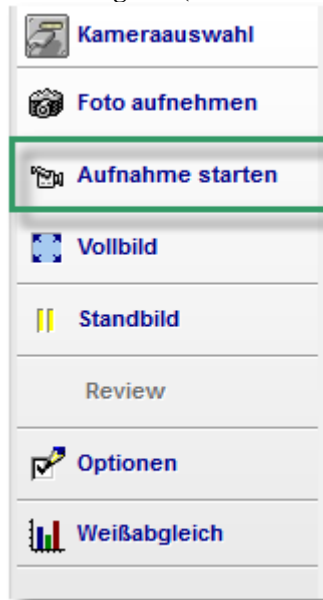 Kameraauswahl
Foto aufnehmen
Aufnahme starten
Vollbild
Standbild
Review
Optionen
Weißabgleich